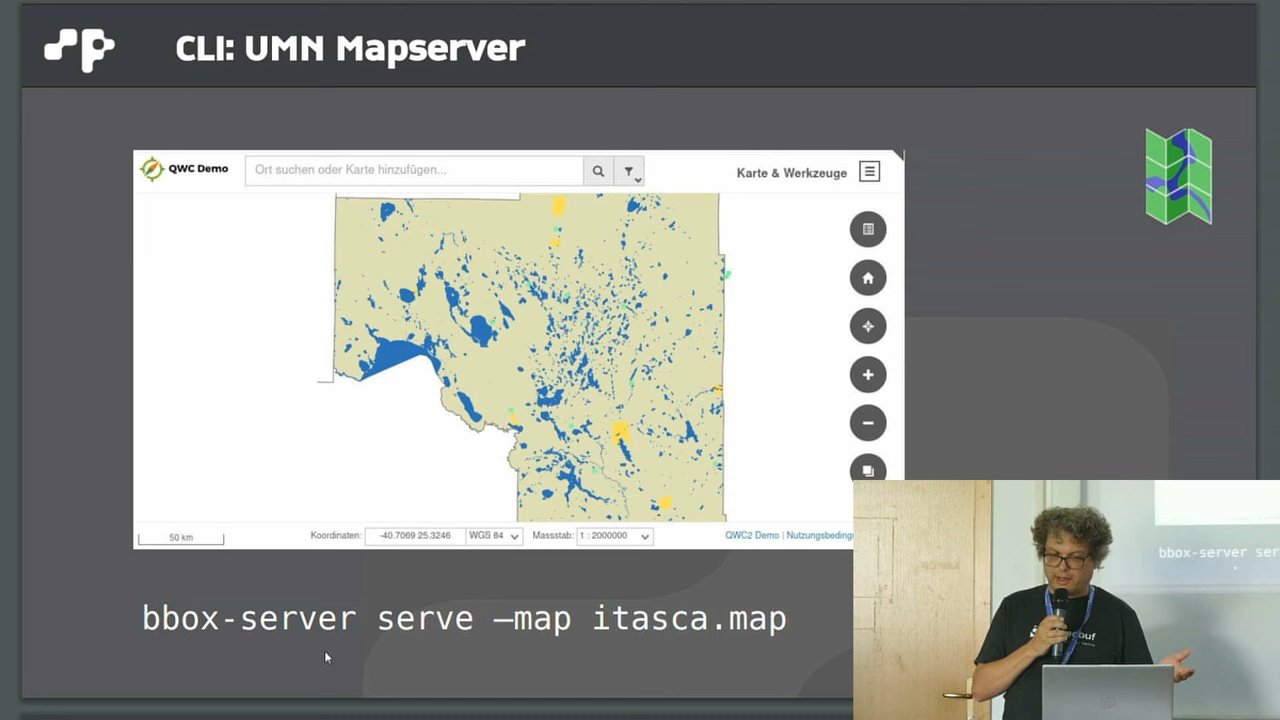 CLI: UMN Mapserver
QWC Demo
Ort suchen oder Karte hinzufügen...
Karte & Werkzeuge
50 km
Koordinaten: -40.7069 25.3246 WGS 84 Massstab: 1 : 2000000
QWC2 Demo | Nutzungsbedingu
bbox-server serve –map itasca.map
bbox-server ser